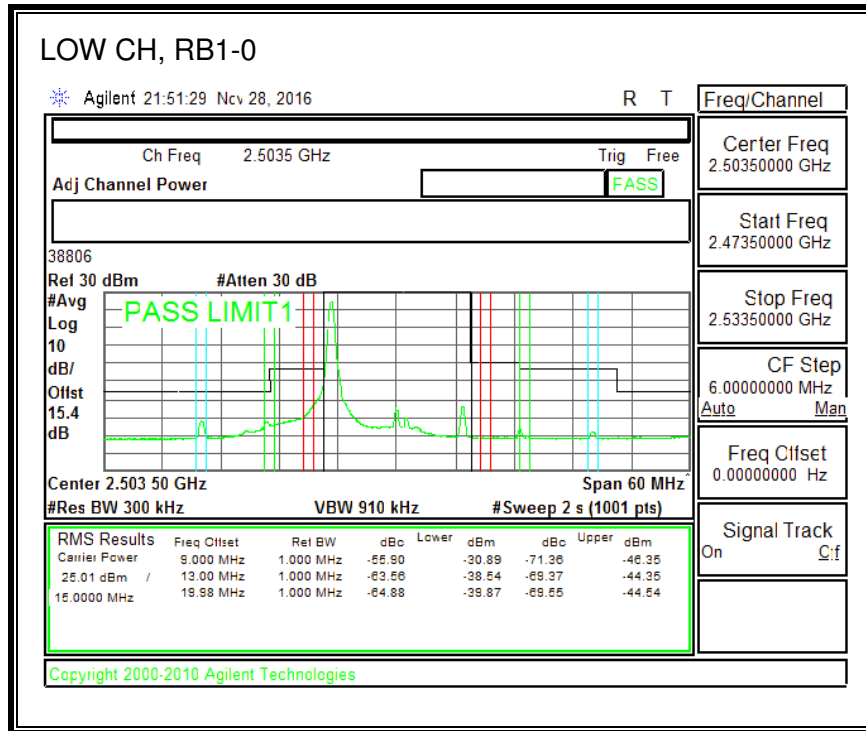 LOW CH, RB1-0
Agilent 21:51:29 Nov 28, 2016 R T
Freq/Channel
Ch Freq 2.5035 GHz Trig Free
Adj Channel Power PASS
Center Freq
2.50350000 GHz
Start Freq
2.47350000 GHz
Stop Freq
2.53350000 GHz
CF Step
6.00000000 MHz
Auto Man
Freq Offset
0.00000000 Hz
Signal Track
On Off
38806
Ref 30 dBm #Atten 30 dB
#Avg
Log
10
dB/
Offst
15.4
dB
PASS LIMIT1
Center 2.503 50 GHz Span 60 MHz
#Res BW 300 kHz VBW 910 kHz #Sweep 2 s (1001 pts)
RMS Results Freq Offset Ref BW dBc Lower dBm dBc Upper dBm
Carrier Power 9.000 MHz 1.000 MHz -55.90 -30.89 -71.36 -46.35
25.01 dBm / 13.00 MHz 1.000 MHz -63.56 -38.54 -69.37 -44.35
15.0000 MHz 19.98 MHz 1.000 MHz -64.88 -39.87 -69.55 -44.54
Copyright 2000-2010 Agilent Technologies